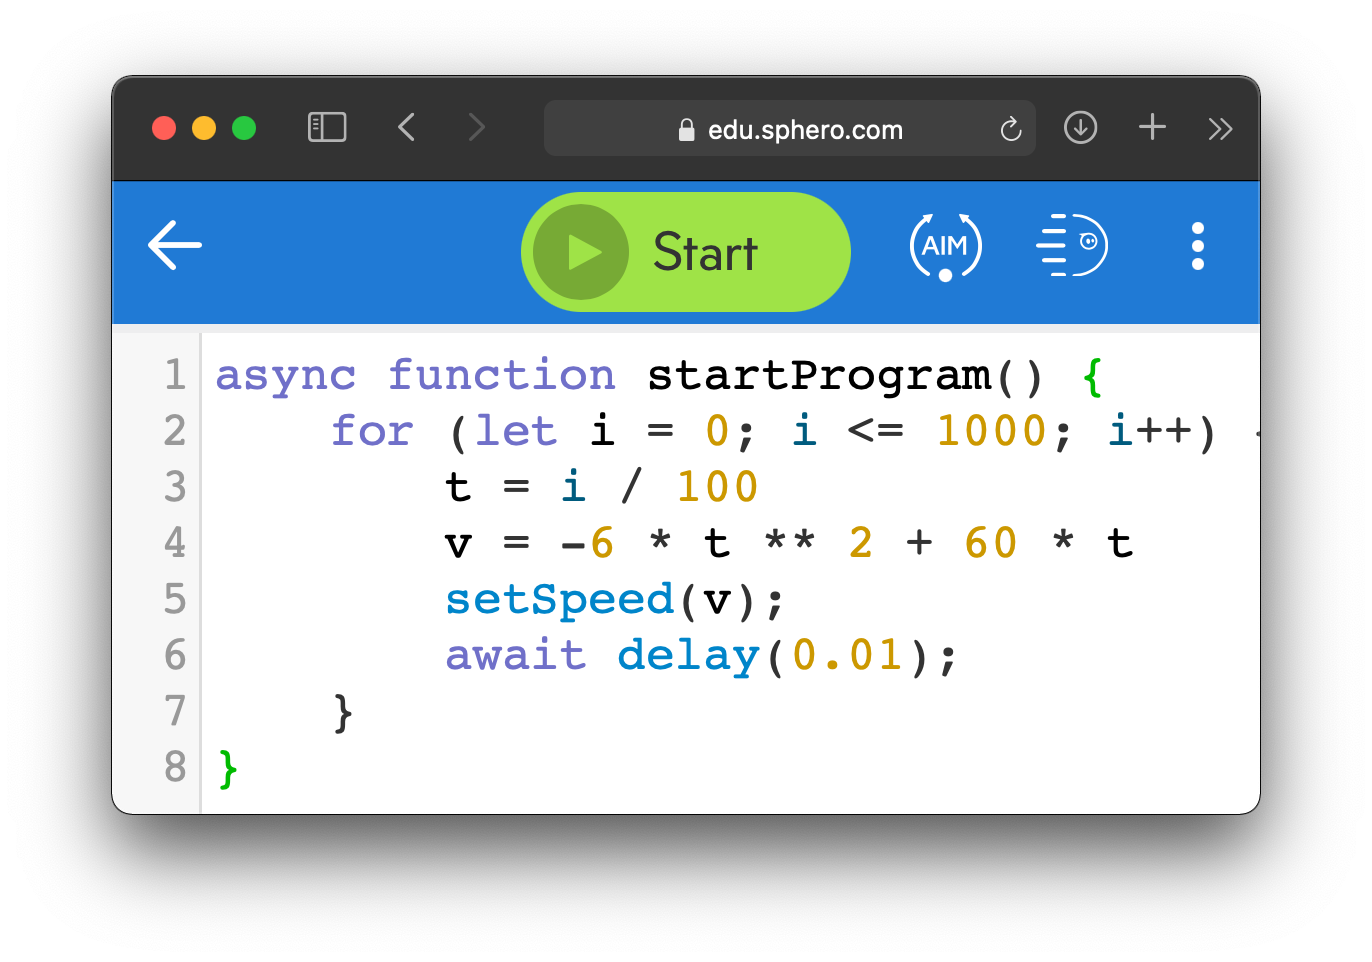 edu.sphero.com
Start
AIM
1 async function startProgram() {
2     for (let i = 0; i <= 1000; i++)
3         t = i / 100
4         v = -6 * t ** 2 + 60 * t
5         setSpeed(v);
6         await delay(0.01);
7     }
8 }